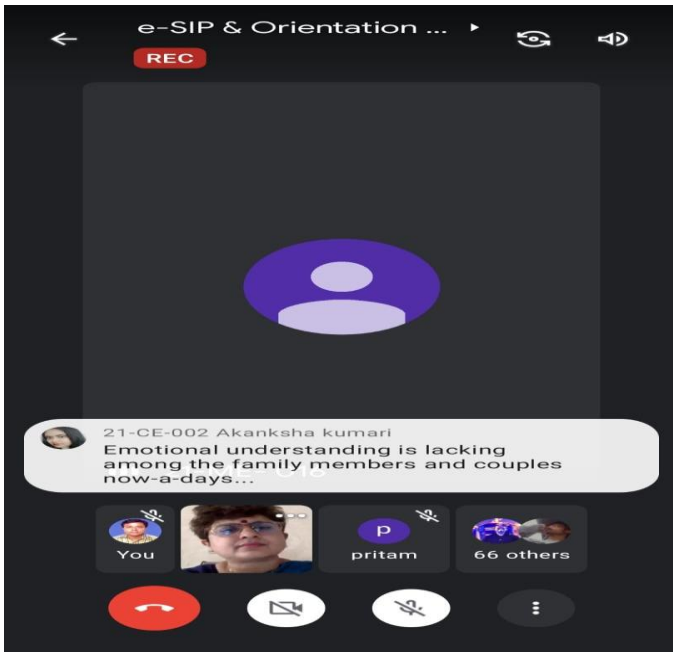 e-SIP & Orientation ...
REC
21-CE-002 Akanksha kumari
Emotional understanding is lacking
among the family members and couples
now-a-days...
You
P
pritam
66 others